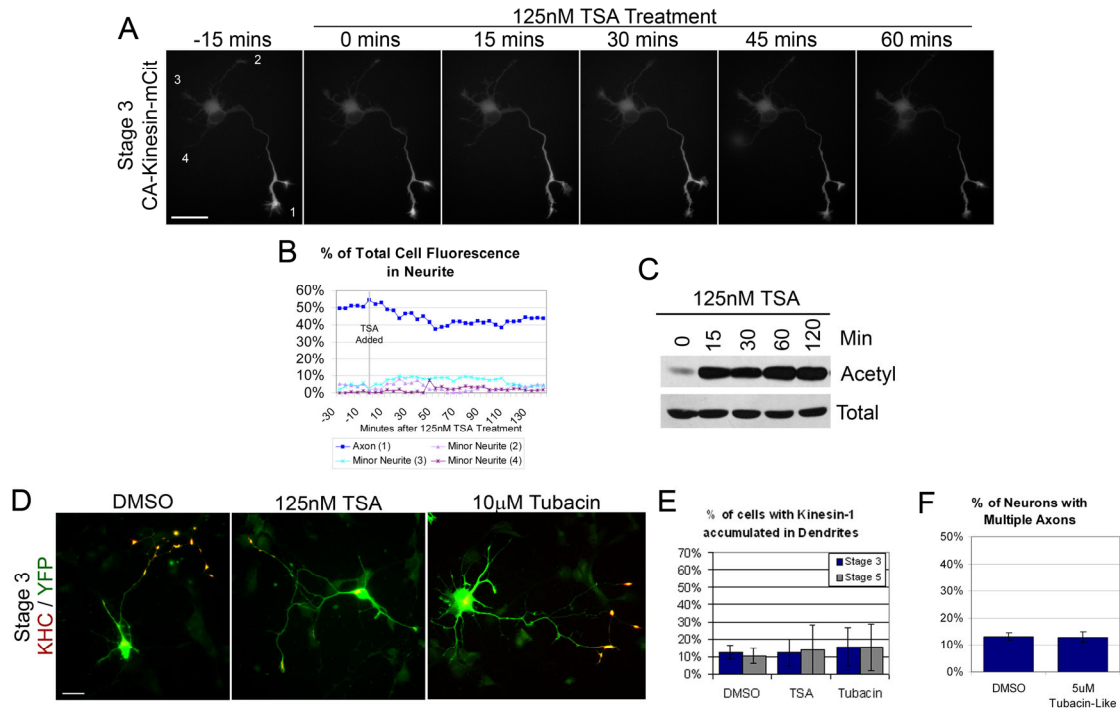 A
125nM TSA Treatment
-15 mins 0 mins 15 mins 30 mins 45 mins 60 mins
Stage 3
CA-Kinesin-mCit
2
3
4
1
B
% of Total Cell Fluorescence
in Neurite
60%
50%
40%
30%
20%
10%
0%
TSA
Added
-30 -10 10 30 50 70 90 110 130
Minutes after 125nM TSA Treatment
Axon (1) Minor Neurite (2)
Minor Neurite (3) Minor Neurite (4)
C
125nM TSA
0 15 30 60 120 Min
Acetyl
Total
D
DMSO 125nM TSA 10μM Tubacin
Stage 3
KHC / YFP
E
% of cells with Kinesin-1
accumulated in Dendrites
70%
60%
50%
40%
30%
20%
10%
0%
Stage 3
Stage 5
DMSO TSA Tubacin
F
% of Neurons with
Multiple Axons
50%
40%
30%
20%
10%
0%
DMSO 5uM
Tubacin-Like